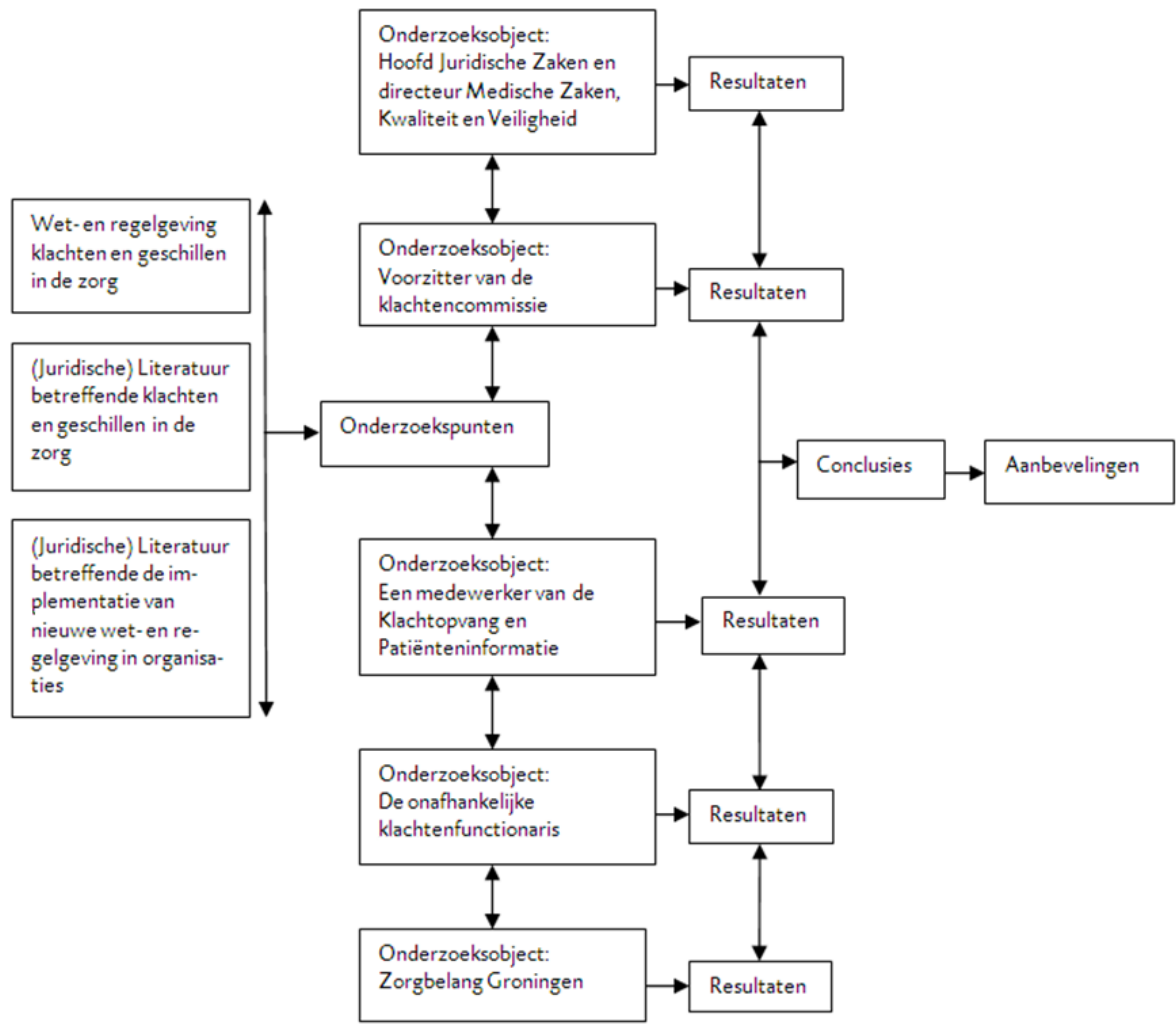 Wet- en regelgeving
klachten en geschillen
in de zorg
(Juridische) Literatuur
betreffende klachten
en geschillen in de
zorg
(Juridische) Literatuur
betreffende de im-
plementatie van
nieuwe wet- en re-
gelgeving in organisa-
ties
Onderzoekspunten
Onderzoeksobject:
Hoofd Juridische Zaken en
directeur Medische Zaken,
Kwaliteit en Veiligheid
Resultaten
Onderzoeksobject:
Voorzitter van de
klachtencommissie
Resultaten
Onderzoeksobject:
Een medewerker van de
Klachtopvang en
Patiënteninformatie
Resultaten
Onderzoeksobject:
De onafhankelijke
klachtenfunctionaris
Resultaten
Onderzoeksobject:
Zorgbelang Groningen
Resultaten
Conclusies
Aanbevelingen